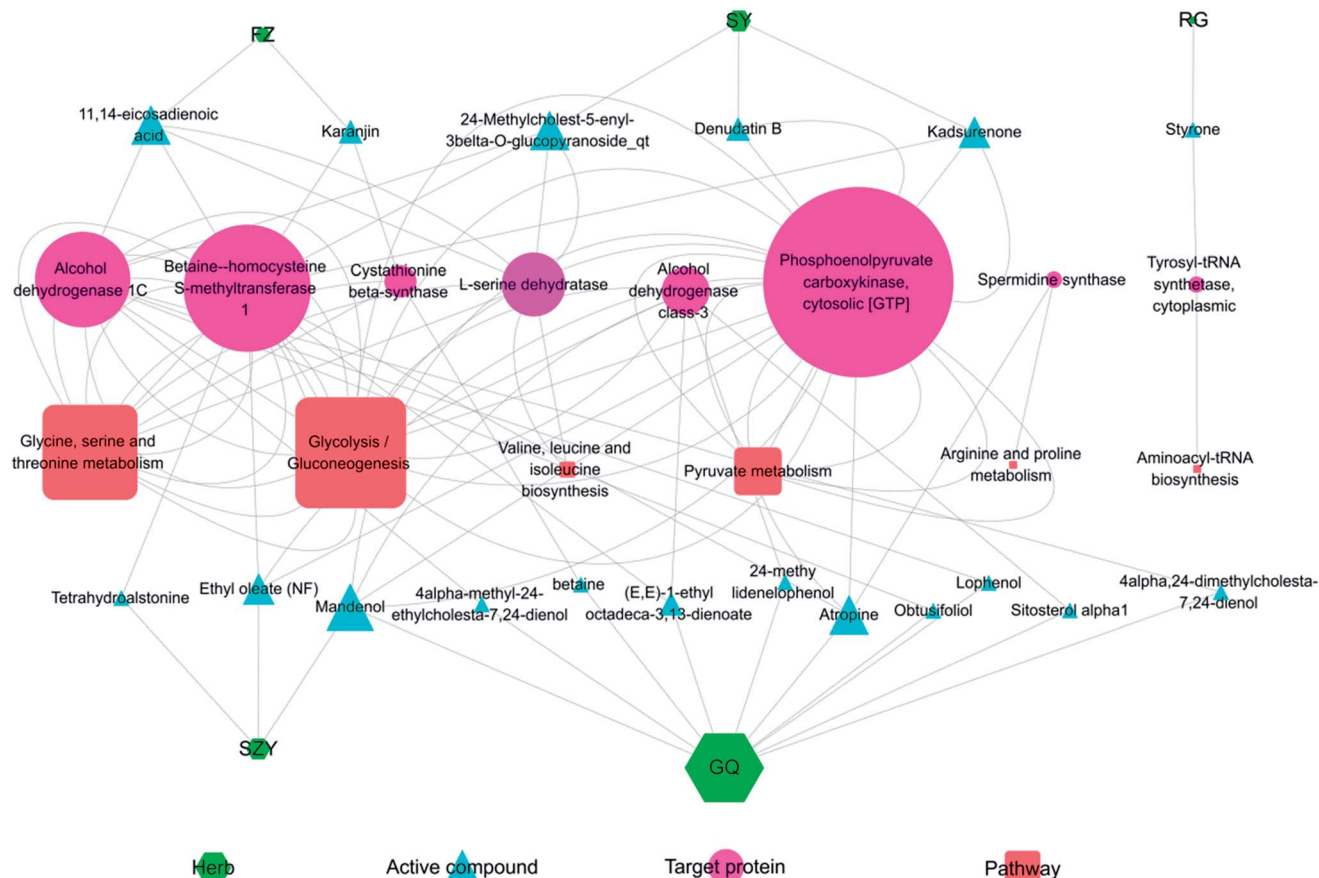 FZ
SY
RG
11,14-eicosadienoic
acid
Karanjin
24-Methylcholest-5-enyl-
3belta-O-glucopyranoside_qt
Denudatin B
Kadsurenone
Styrone
Alcohol
dehydrogenase 1C
Betaine--homocysteine
S-methyltransferase
1
Cystathionine
beta-synthase
L-serine dehydratase
Alcohol
dehydrogenase
class-3
Phosphoenolpyruvate
carboxykinase,
cytosolic [GTP]
Spermidine synthase
Tyrosyl-tRNA
synthetase,
cytoplasmic
Glycine, serine and
threonine metabolism
Glycolysis /
Gluconeogenesis
Valine, leucine and
isoleucine
biosynthesis
Pyruvate metabolism
Arginine and proline
metabolism
Aminoacyl-tRNA
biosynthesis
Tetrahydroalstonine
Ethyl oleate (NF)
Mandenol
4alpha-methyl-24-
ethylcholesta-7,24-dienol
betaine
(E,E)-1-ethyl
octadeca-3,13-dienoate
24-methy
lidenelophenol
Atropine
Obtusifoliol
Lophenol
Sitosterol alpha1
4alpha,24-dimethylcholesta-
7,24-dienol
SZY
GQ
Herb
Active compound
Target protein
Pathway